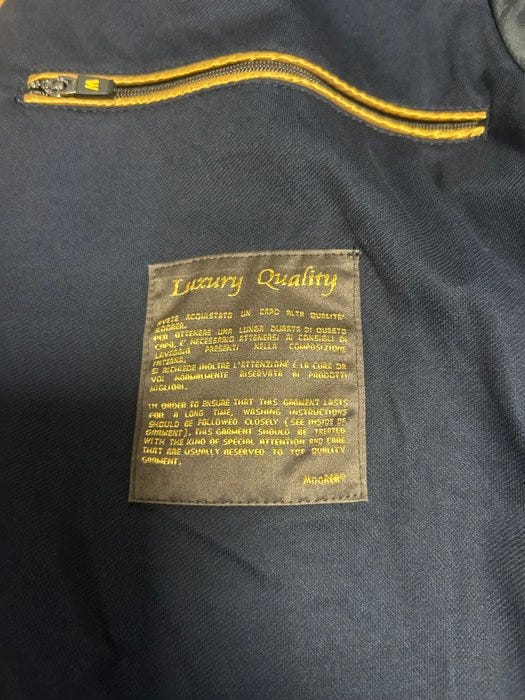 Luxury Quality
AVETE ACQUISTATO UN CAPO ALTA QUALITA'
MOORER.
PER OTTENERE UNA LUNGA DURATA DI QUESTO
CAPO, E' NECESSARIO ATTENERSI AI CONSIGLI DI
LAVAGGIO PRESENTI NELLA COMPOSIZIONE
INTERNA.
SI RICHIEDE INOLTRE L'ATTENZIONE E LA CURA DA
VOI NORMALMENTE RISERVATA AI PRODOTTI
MIGLIORI.
IN ORDER TO ENSURE THAT THIS GARMENT LASTS
FOR A LONG TIME, WASHING INSTRUCTIONS
SHOULD BE FOLLOWED CLOSELY (SEE INSIDE OF
GARMENT). THIS GARMENT SHOULD BE TREATED
WITH THE KIND OF SPECIAL ATTENTION AND CARE
THAT ARE USUALLY RESERVED TO TOP QUALITY
GARMENT.
MOORER®